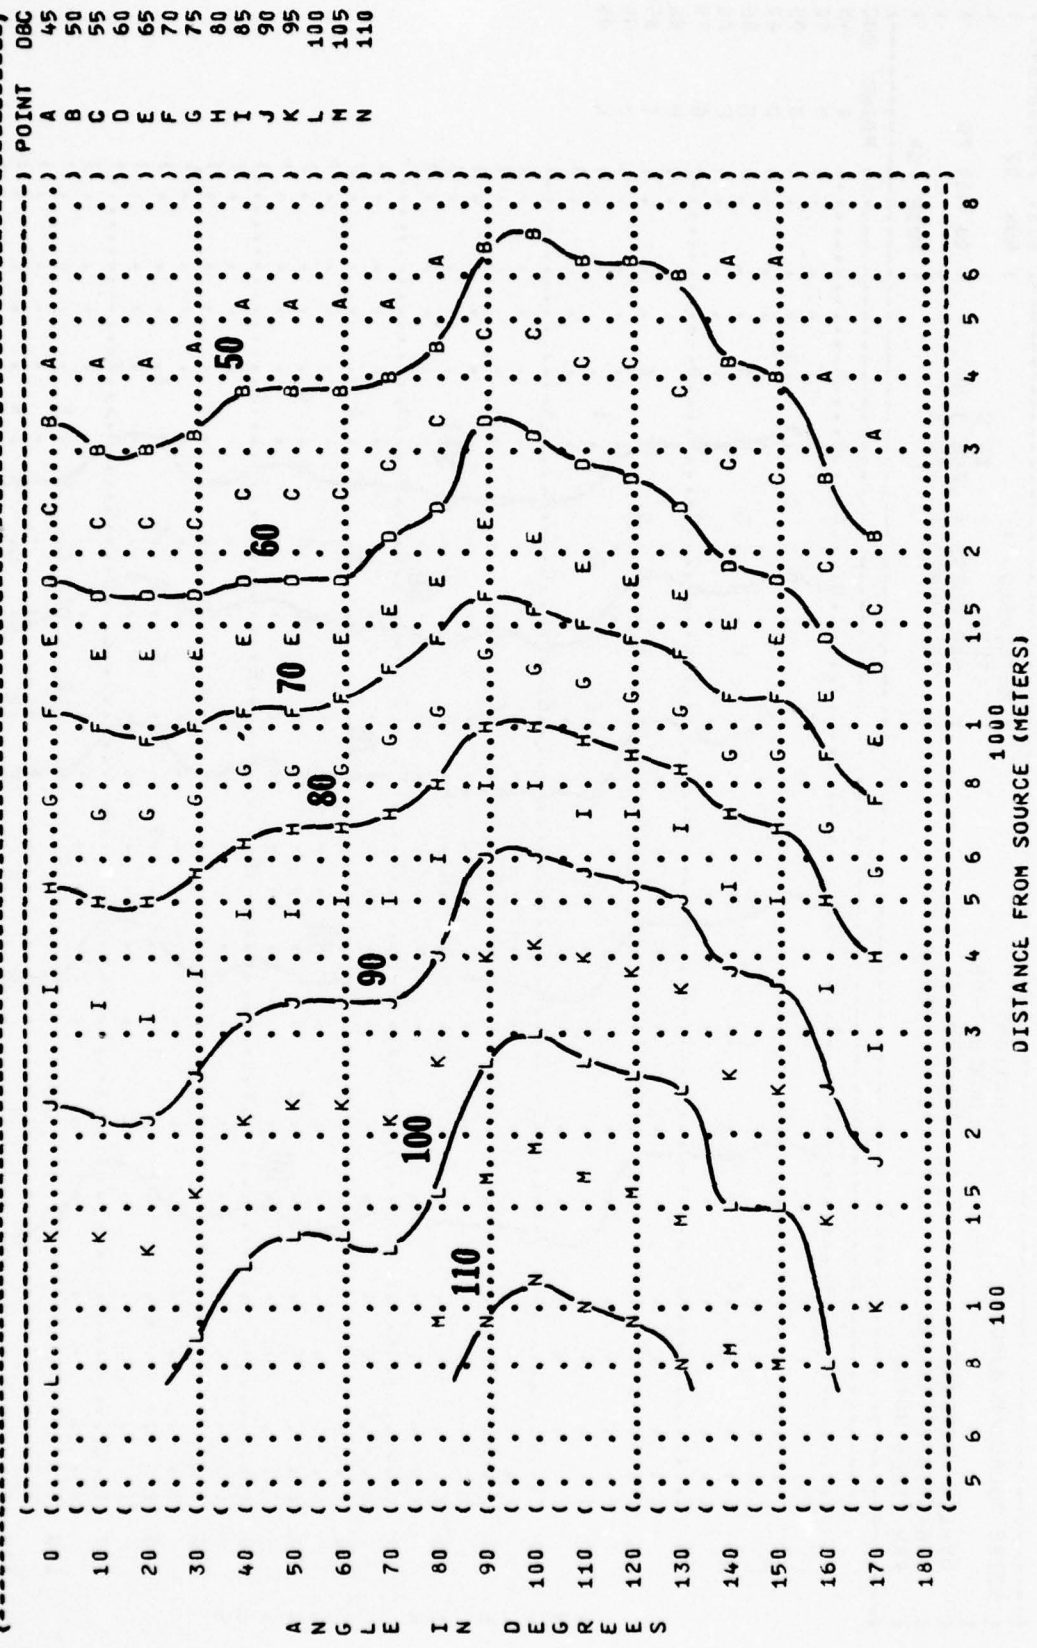 POINT DBC
A 45
B 50
C 55
D 60
E 65
F 70
G 75
H 80
I 85
J 90
K 95
L 100
M 105
N 110
ANGLE IN DEGREES
0 L K J I H G F E D C B A
10 K J I H G F E D C B A
20 K J I H G F E D C B A
30 L K J I H G F E D C B A
40 L K J I H G F E D C B A
50 L K J I H G F E D C B A
60 L K J I H G F E D C B A
70 L K J I H G F E D C B A
80 M L K J I H G F E D C B A
90 N M L K J I H G F E D C B
100 N M L K J I H G F E D C B
110 N M L K J I H G F E D C B
120 N M L K J I H G F E D C B
130 N M L K J I H G F E D C B
140 M L K J I H G F E D C B A
150 M L K J I H G F E D C B A
160 L K J I H G F E D C B A
170 K J I H G F E D C B A
180
50
60
70
80
90
100
110
5 6 8 1 1.5 2 3 4 5 6 8 1 1.5 2 3 4 5 6 8
100 1000
DISTANCE FROM SOURCE (METERS)